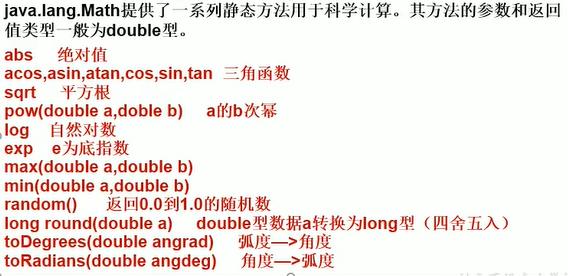 java.lang.Math提供了一系列静态方法用于科学计算。其方法的参数和返回
值类型一般为double型。
abs 绝对值
acos,asin,atan,cos,sin,tan 三角函数
sqrt 平方根
pow(double a,doble b) a的b次幂
log 自然对数
exp e为底指数
max(double a,double b)
min(double a,double b)
random() 返回0.0到1.0的随机数
long round(double a) double型数据a转换为long型（四舍五入）
toDegrees(double angrad) 弧度—>角度
toRadians(double angdeg) 角度—>弧度